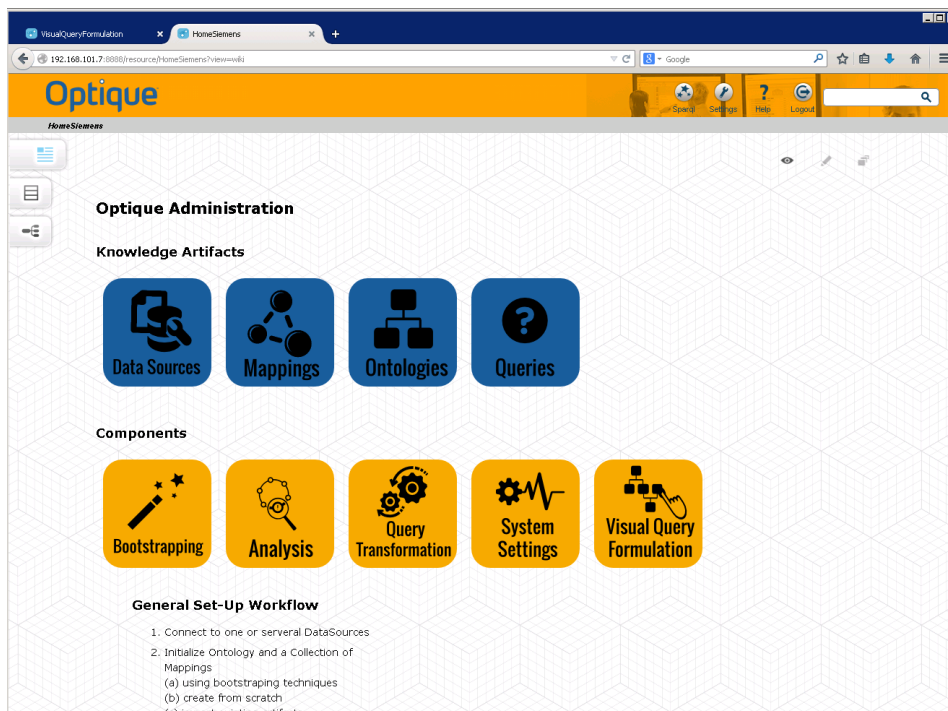 VisualQueryFormulation
HomeSiemens
192.168.101.7:8888/resource/HomeSiemens?view=wiki
Google
Optique
Sparql
Settings
Help
Logout
HomeSiemens
Optique Administration
Knowledge Artifacts
Data Sources
Mappings
Ontologies
Queries
Components
Bootstrapping
Analysis
Query
Transformation
System
Settings
Visual Query
Formulation
General Set-Up Workflow
1. Connect to one or serveral DataSources
2. Initialize Ontology and a Collection of
Mappings
(a) using bootstraping techniques
(b) create from scratch